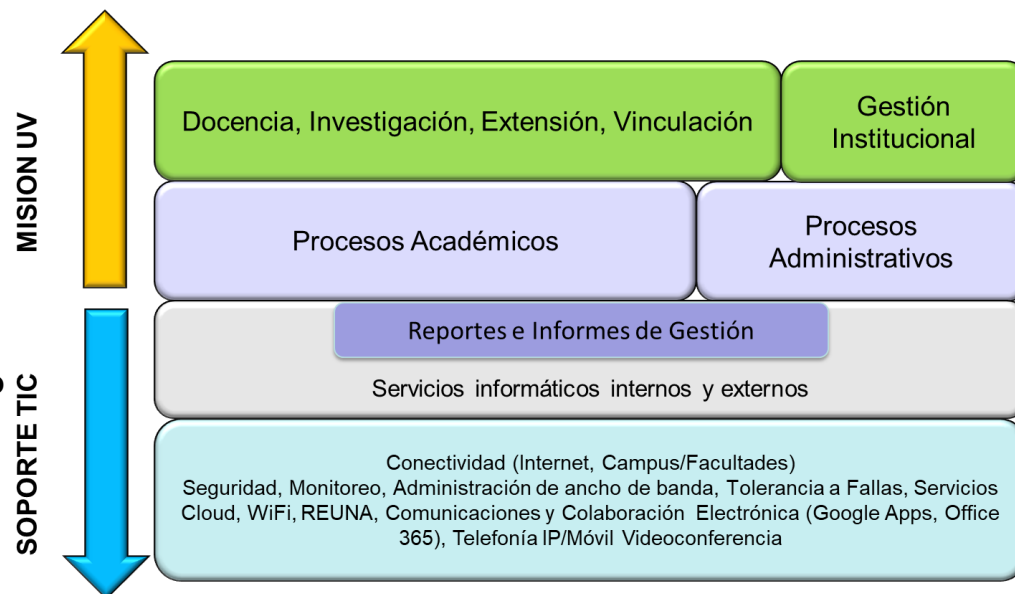 MISION UV
Docencia, Investigación, Extensión, Vinculación
Gestión
Institucional
Procesos Académicos
Procesos
Administrativos
SOPORTE TIC
Reportes e Informes de Gestión
Servicios informáticos internos y externos
Conectividad (Internet, Campus/Facultades)
Seguridad, Monitoreo, Administración de ancho de banda, Tolerancia a Fallas, Servicios
Cloud, WiFi, REUNA, Comunicaciones y Colaboración Electrónica (Google Apps, Office
365), Telefonía IP/Móvil Videoconferencia